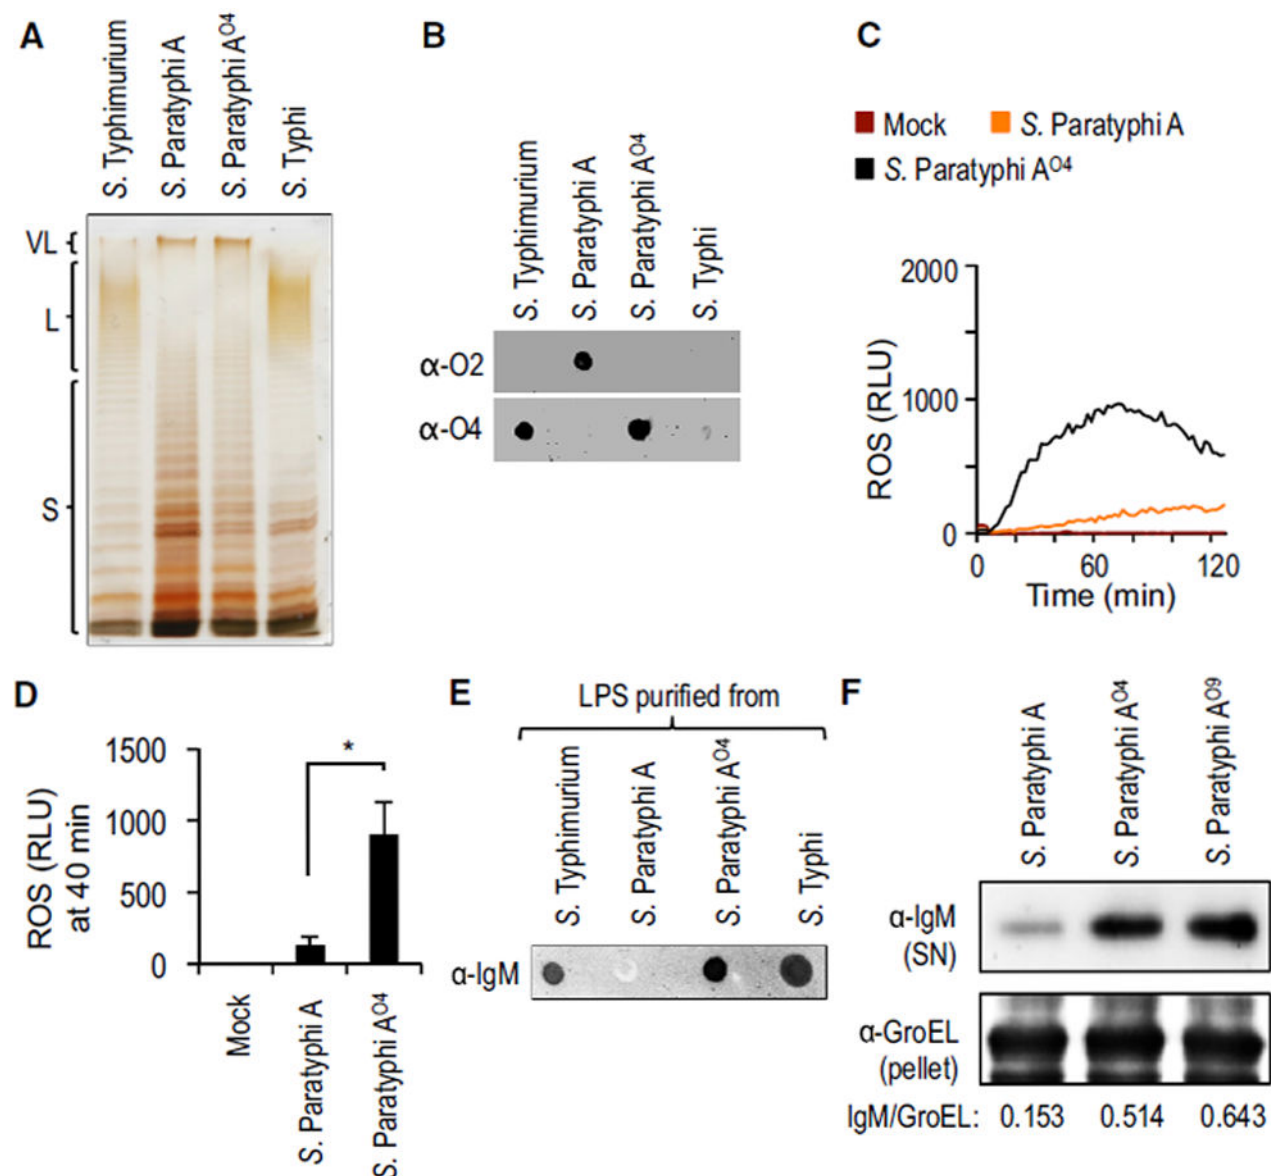 A
S. Typhimurium
S. Paratyphi A
S. Paratyphi A^O4
S. Typhi
VL
L
S
B
S. Typhimurium
S. Paratyphi A
S. Paratyphi A^O4
S. Typhi
α-O2
α-O4
C
Mock
S. Paratyphi A
S. Paratyphi A^O4
ROS (RLU)
2000
1000
0
0 60 120
Time (min)
D
ROS (RLU)
at 40 min
1500
1000
500
0
*
Mock
S. Paratyphi A
S. Paratyphi A^O4
E
LPS purified from
S. Typhimurium
S. Paratyphi A
S. Paratyphi A^O4
S. Typhi
α-IgM
F
S. Paratyphi A
S. Paratyphi A^O4
S. Paratyphi A^O9
α-IgM
(SN)
α-GroEL
(pellet)
IgM/GroEL: 0.153 0.514 0.643